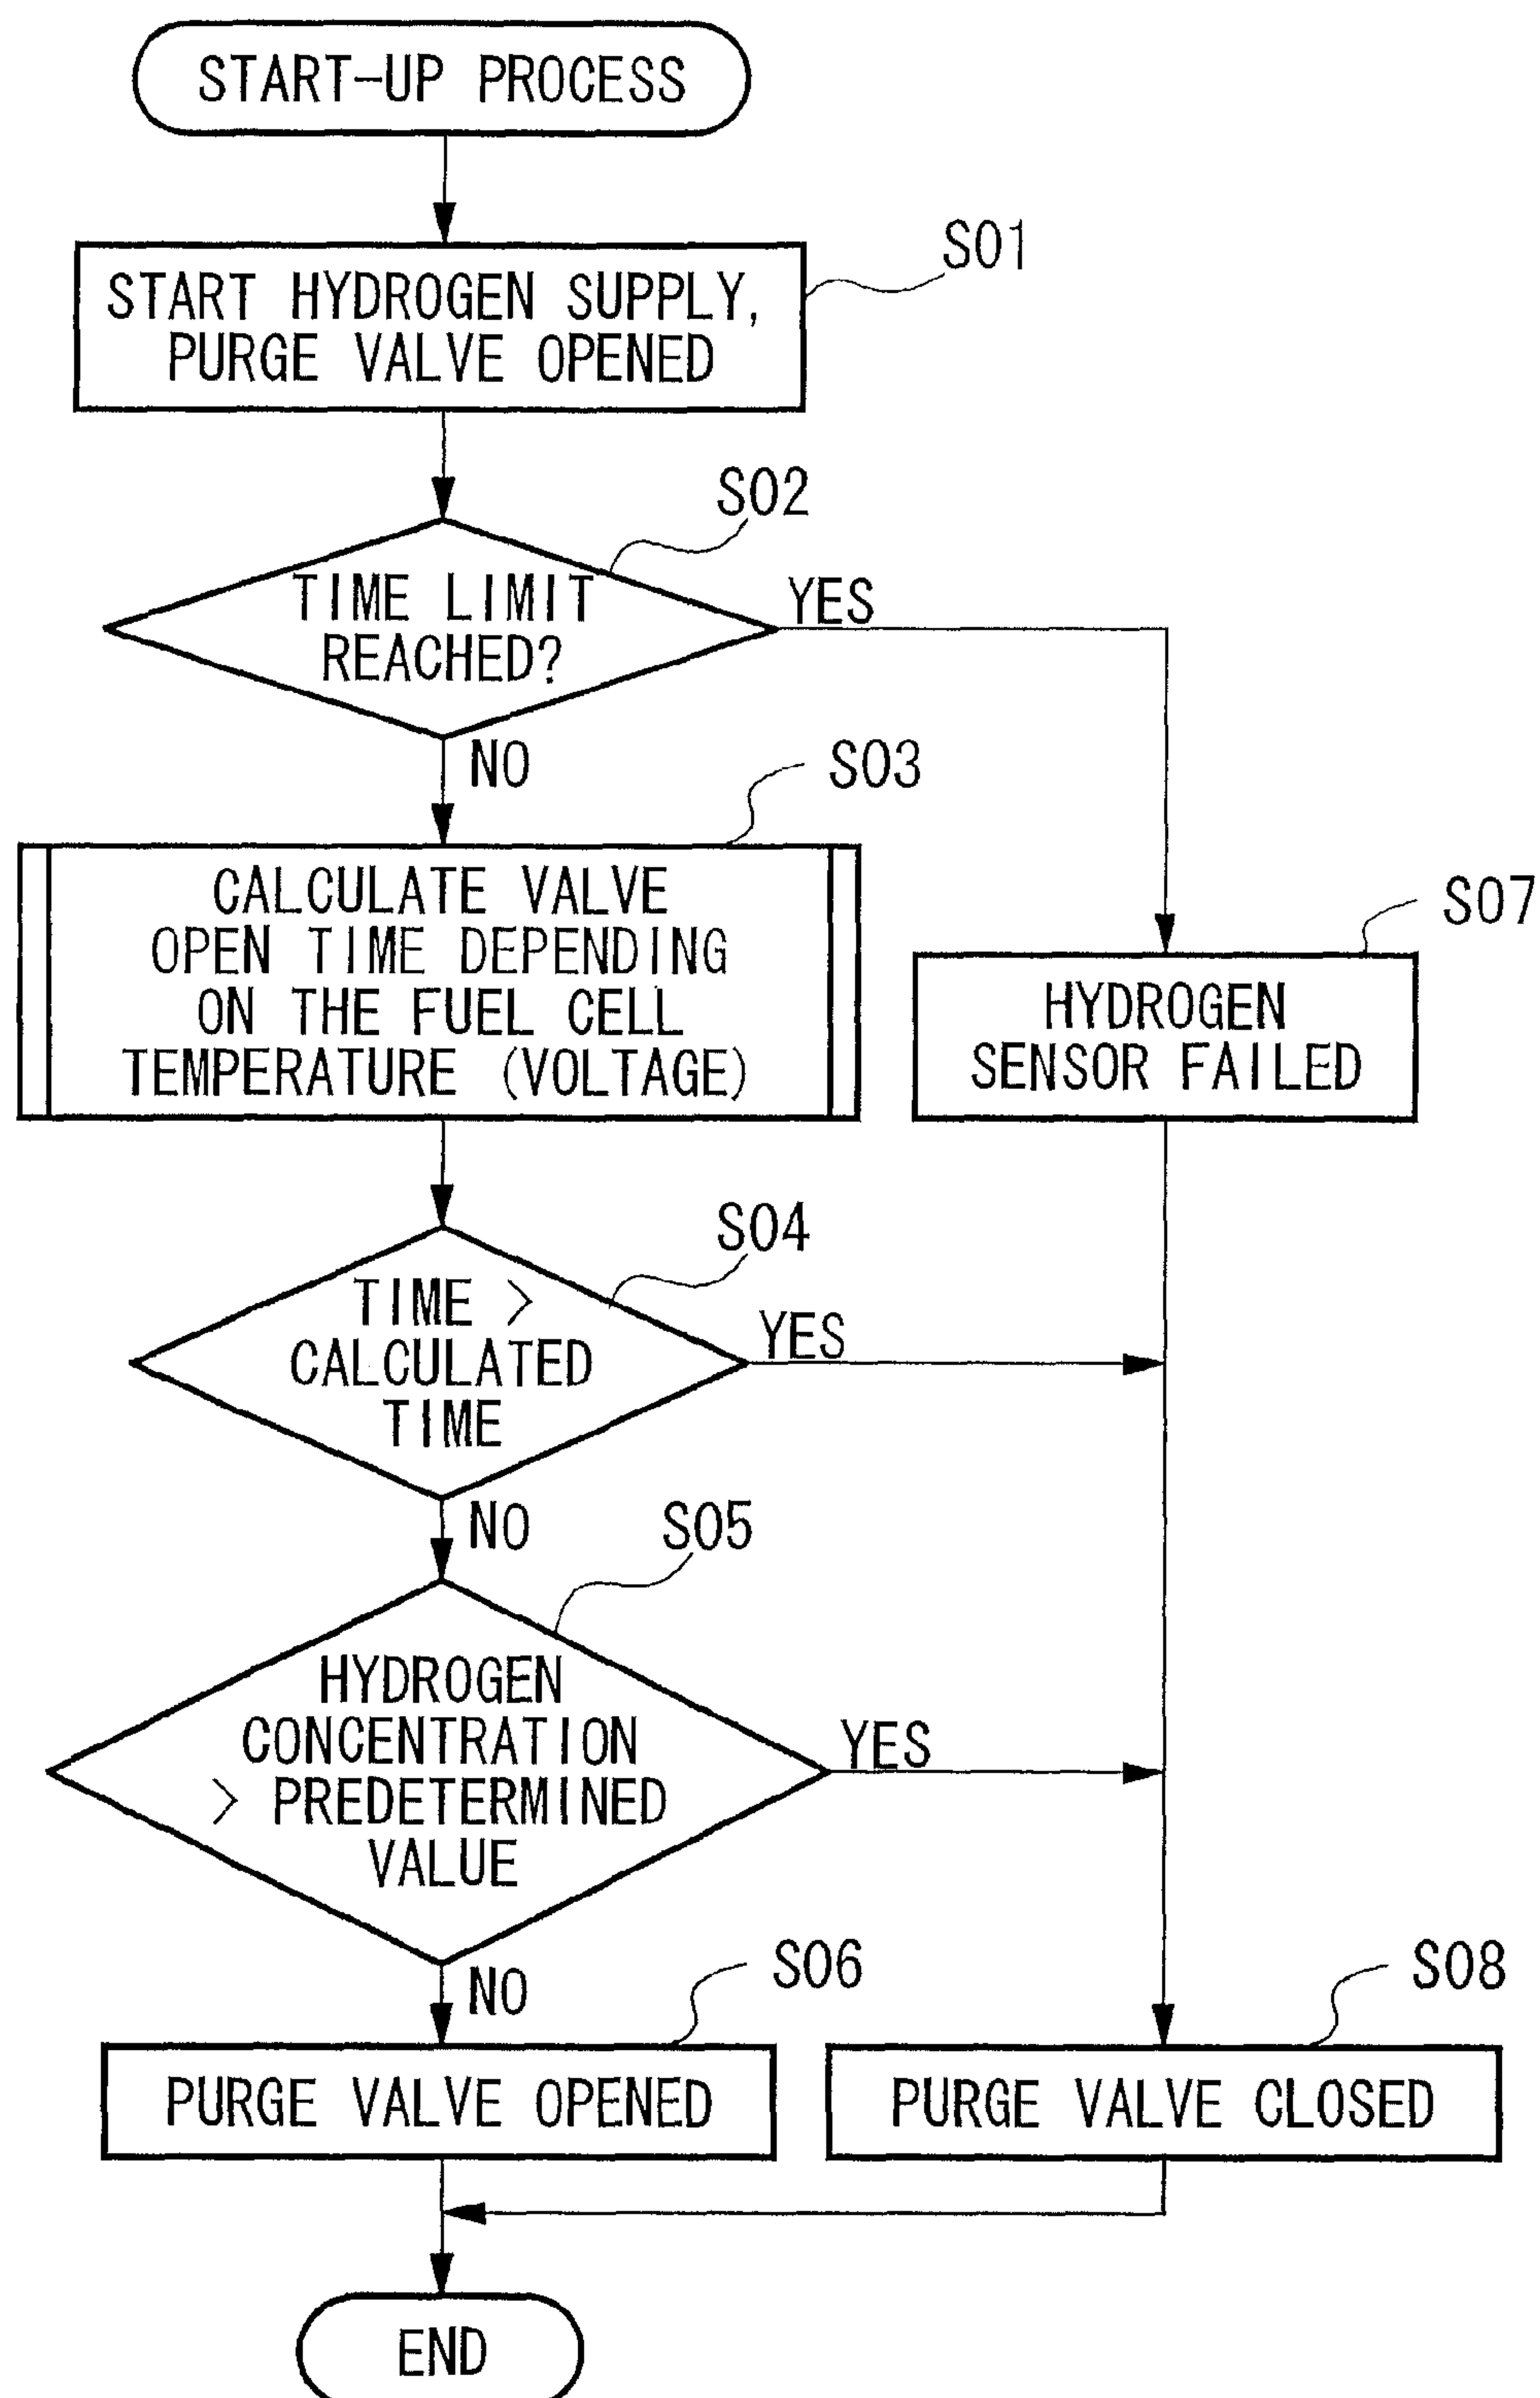 START-UP PROCESS
S01
START HYDROGEN SUPPLY,
PURGE VALVE OPENED
S02
TIME LIMIT
REACHED?
YES
NO
S03
CALCULATE VALVE
OPEN TIME DEPENDING
ON THE FUEL CELL
TEMPERATURE (VOLTAGE)
S07
HYDROGEN
SENSOR FAILED
S04
TIME >
CALCULATED
TIME
YES
NO
S05
HYDROGEN
CONCENTRATION
> PREDETERMINED
VALUE
YES
NO
S06
PURGE VALVE OPENED
S08
PURGE VALVE CLOSED
END